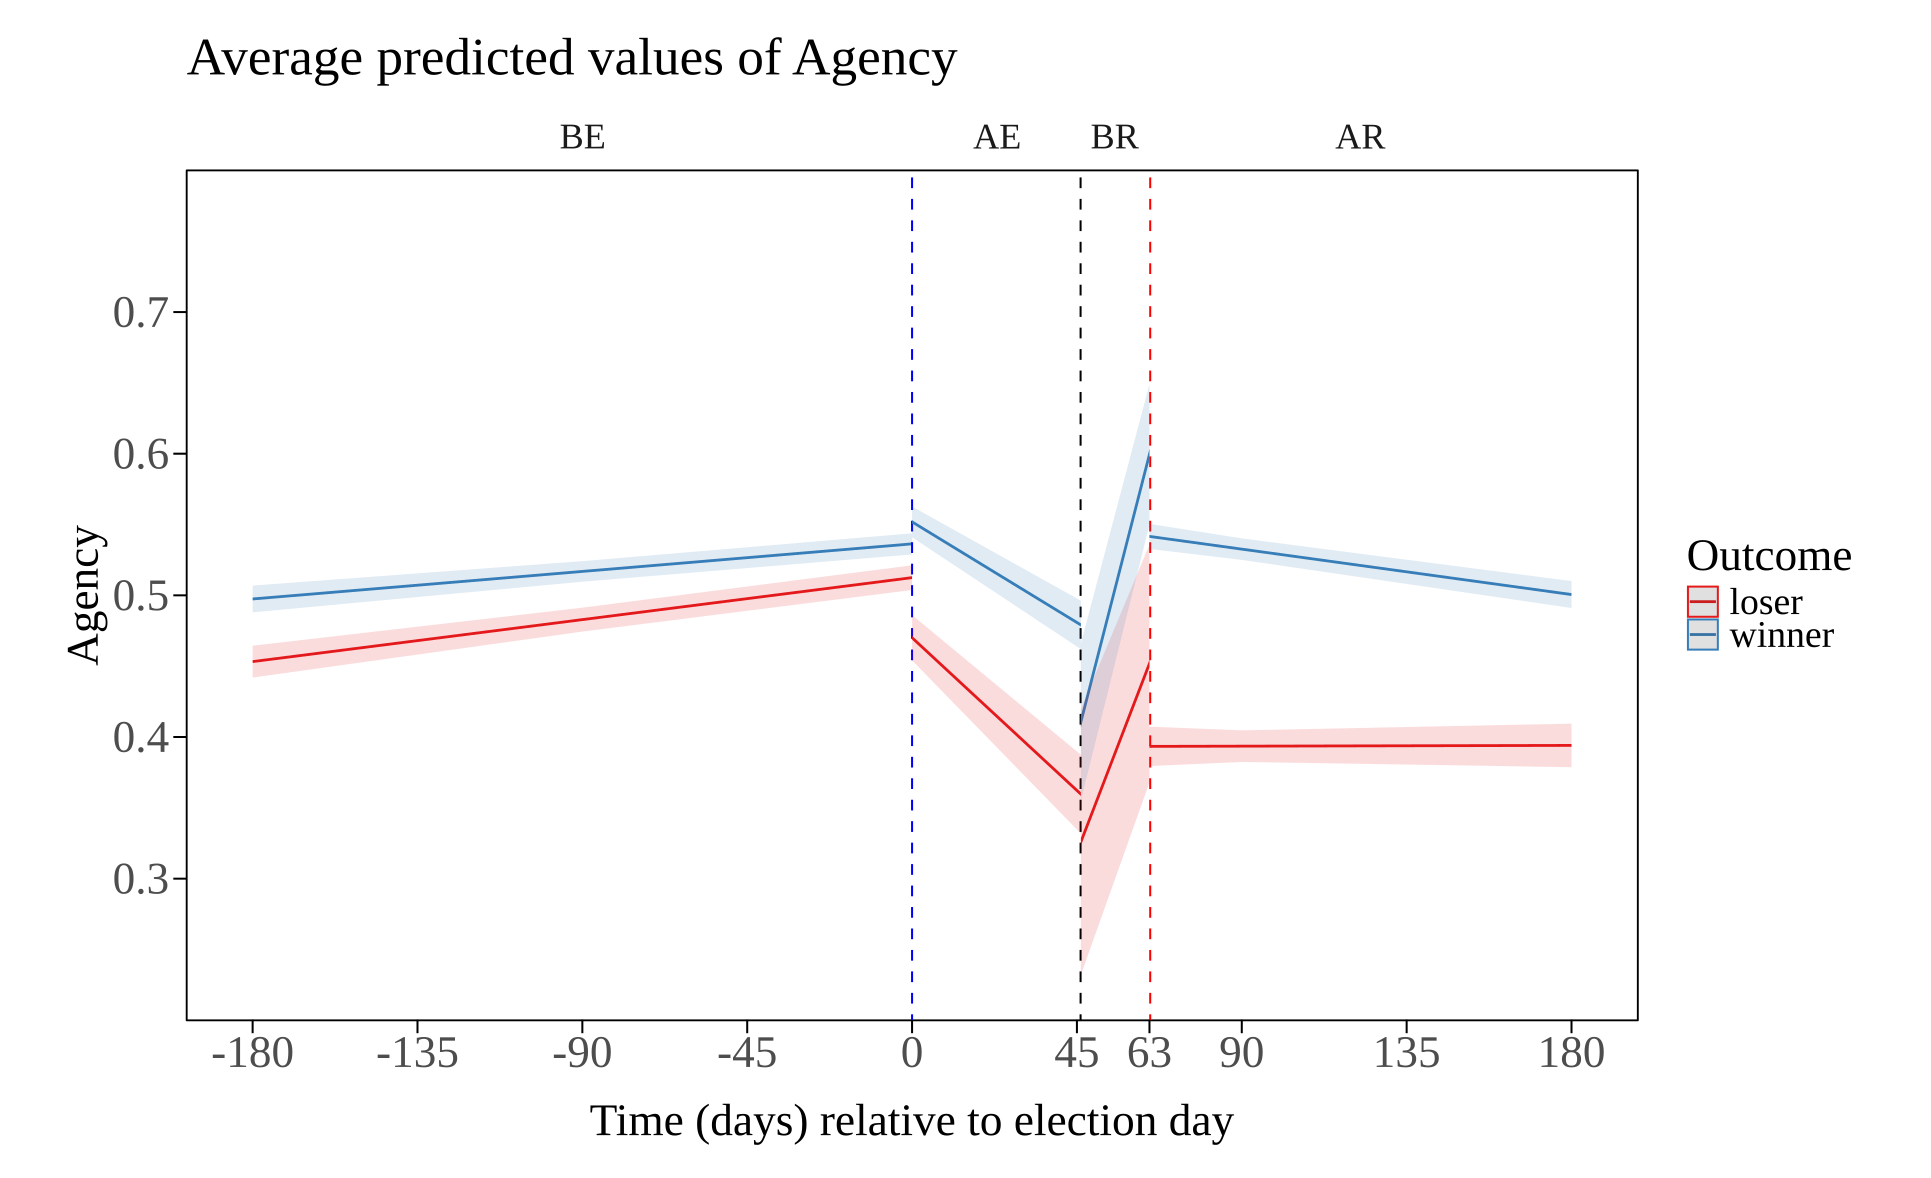 Average predicted values of Agency
BE AE BR AR
0.7
0.6
0.5
0.4
0.3
Agency
-180 -135 -90 -45 0 45 63 90 135 180
Time (days) relative to election day
Outcome
loser
winner